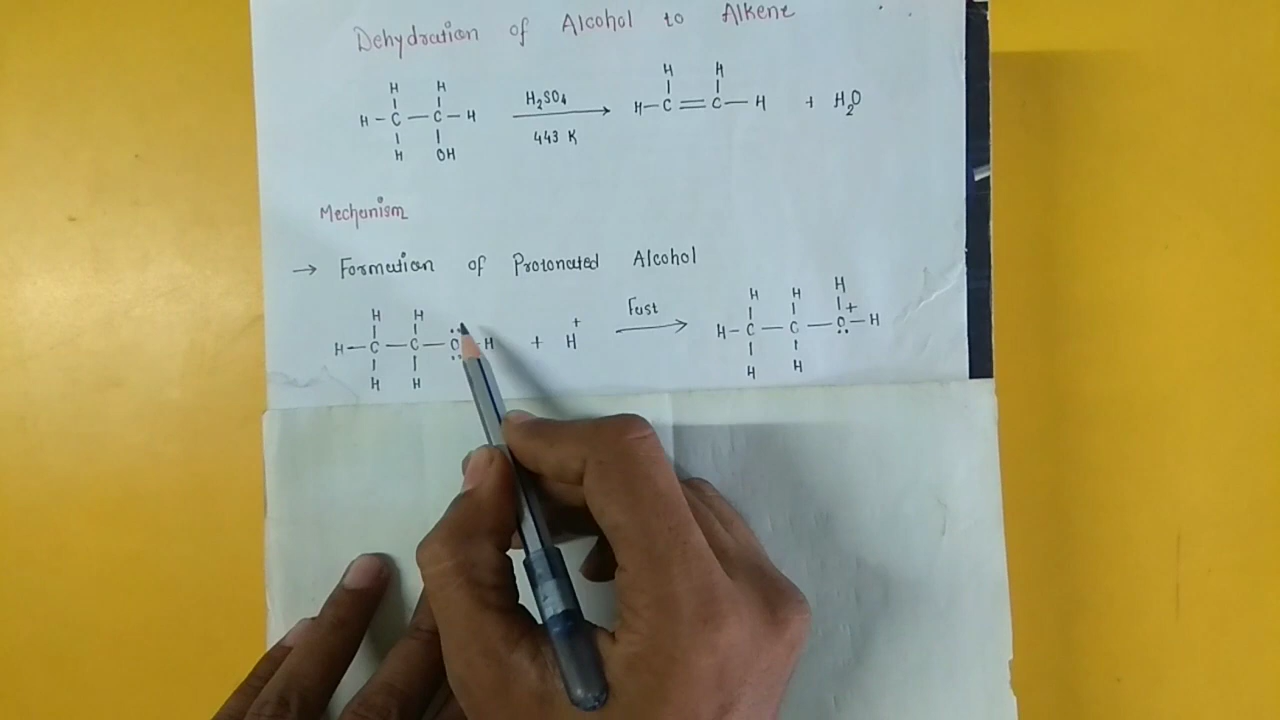 Dehydration of Alcohol to Alkene
H H H H
H – C — C – H H₂SO₄ → H – C = C — H + H₂O
443 K
H OH
Mechanism
→ Formation of Protonated Alcohol
H H H H H
H – C — C — O – H + H⁺ Fast → H – C — C — O⁺ – H
H H H H